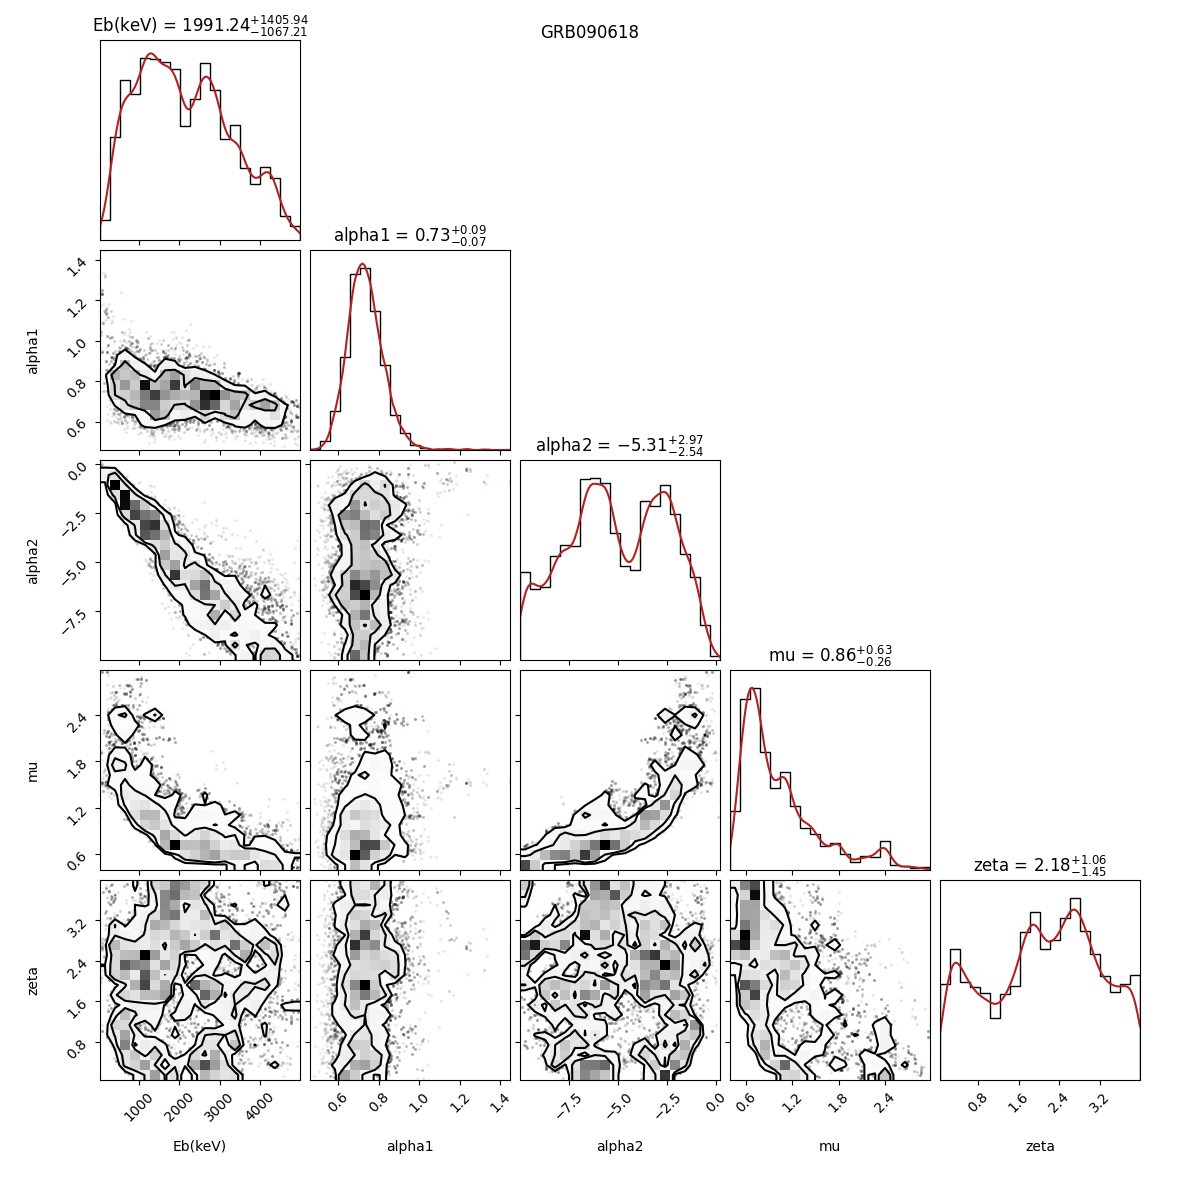 Eb(keV) = 1991.24^{+1405.94}_{−1067.21}
GRB090618
1.4
1.2
1.0
0.8
0.6
alpha1
alpha1 = 0.73^{+0.09}_{−0.07}
0.0
−2.5
−5.0
−7.5
alpha2
alpha2 = −5.31^{+2.97}_{−2.54}
2.4
1.8
1.2
0.6
mu
mu = 0.86^{+0.63}_{−0.26}
3.2
2.4
1.6
0.8
zeta
zeta = 2.18^{+1.06}_{−1.45}
1000 2000 3000 4000
0.6 0.8 1.0 1.2 1.4
−7.5 −5.0 −2.5 0.0
0.6 1.2 1.8 2.4
0.8 1.6 2.4 3.2
Eb(keV) alpha1 alpha2 mu zeta